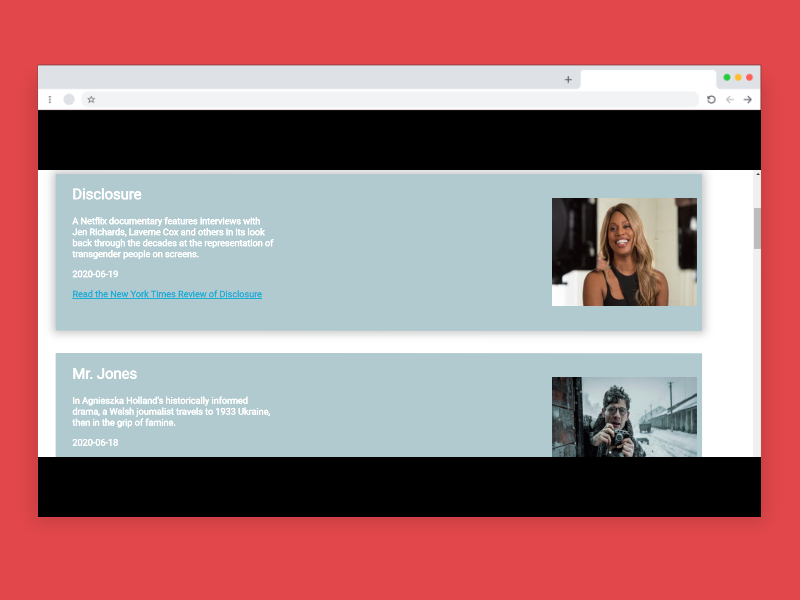 Disclosure
A Netflix documentary features interviews with
Jen Richards, Laverne Cox and others in its look
back through the decades at the representation of
transgender people on screens.
2020-06-19
Read the New York Times Review of Disclosure
Mr. Jones
In Agnieszka Holland's historically informed
drama, a Welsh journalist travels to 1933 Ukraine,
then in the grip of famine.
2020-06-18